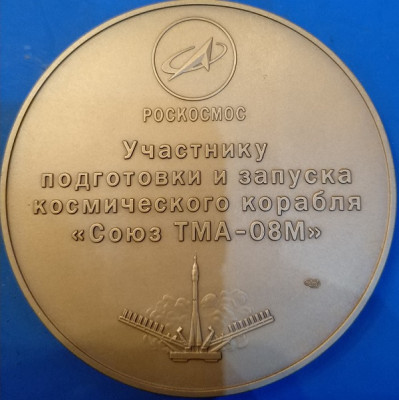 РОСКОСМОС
Участнику
подготовки и запуска
космического корабля
«Союз ТМА-08М»